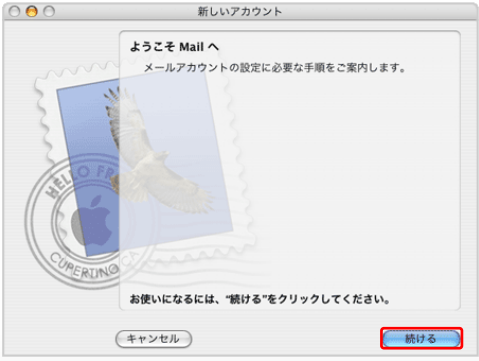 新しいアカウント
ようこそ Mail へ
メールアカウントの設定に必要な手順をご案内します。
HELLO FR
CUPERTINO CA
お使いになるには、“続ける”をクリックしてください。
キャンセル
続ける